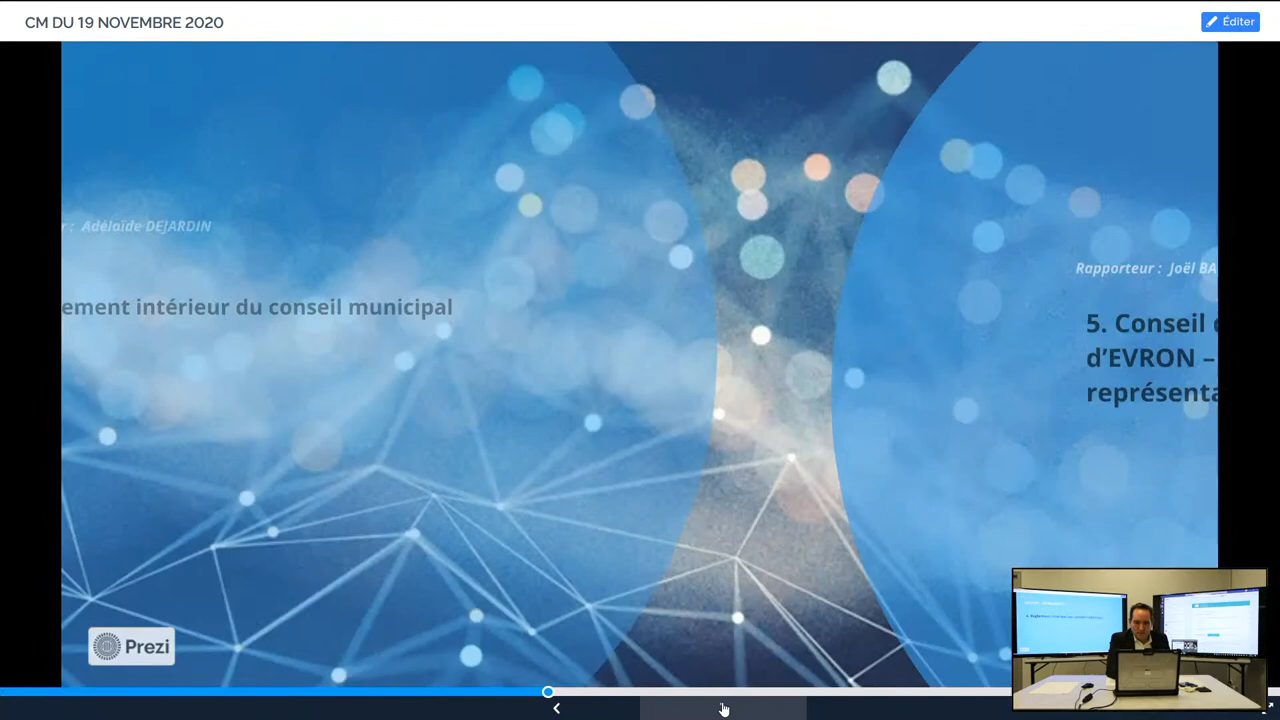 CM DU 19 NOVEMBRE 2020
Éditer
r : Adélaïde DEJARDIN
ement intérieur du conseil municipal
Rapporteur : Joël BA
5. Conseil
d'EVRON –
représenta
Prezi